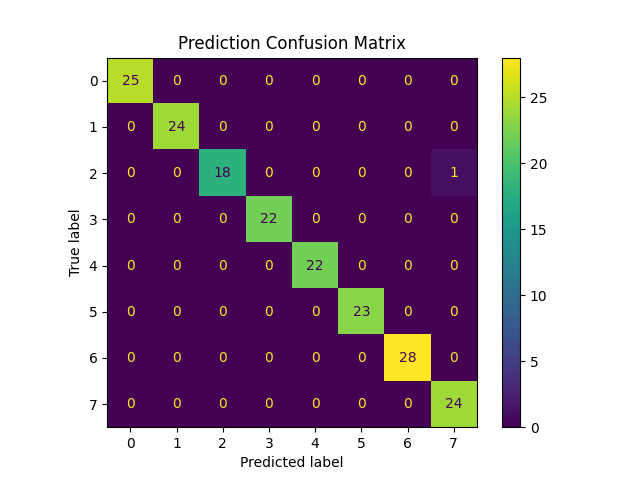 Prediction Confusion Matrix
0 25 0 0 0 0 0 0 0
1 0 24 0 0 0 0 0 0
2 0 0 18 0 0 0 0 1
3 0 0 0 22 0 0 0 0
4 0 0 0 0 22 0 0 0
5 0 0 0 0 0 23 0 0
6 0 0 0 0 0 0 28 0
7 0 0 0 0 0 0 0 24
0 1 2 3 4 5 6 7
True label
Predicted label
25
20
15
10
5
0